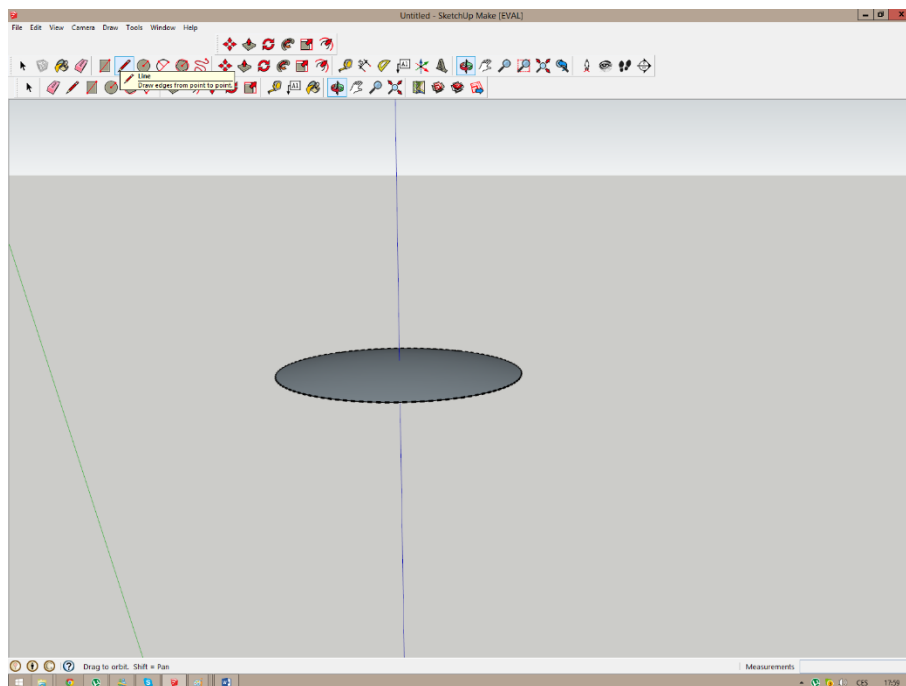 Untitled - SketchUp Make [EVAL]
File Edit View Camera Draw Tools Window Help
Line
Draw edges from point to point.
Drag to orbit. Shift = Pan
Measurements
CES 17:59